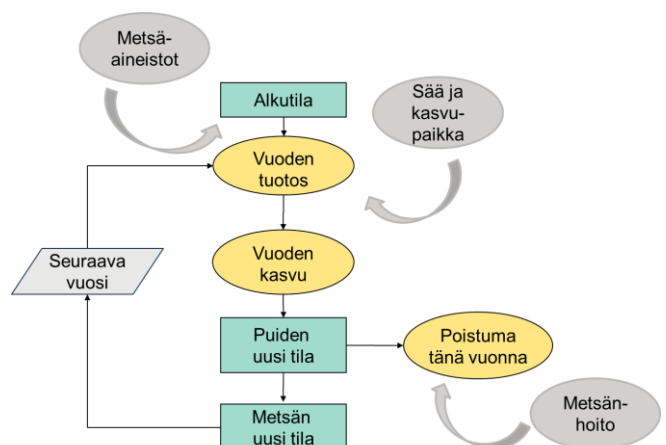 Metsä-
aineistot
Alkutila
Sää ja
kasvu-
paikka
Vuoden
tuotos
Seuraava
vuosi
Vuoden
kasvu
Puiden
uusi tila
Poistuma
tänä vuonna
Metsän
uusi tila
Metsän-
hoito